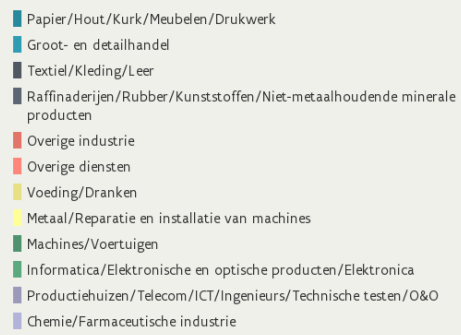 Papier/Hout/Kurk/Meubelen/Drukwerk
Groot- en detailhandel
Textiel/Kleding/Leer
Raffinaderijen/Rubber/Kunststoffen/Niet-metaalhoudende minerale
producten
Overige industrie
Overige diensten
Voeding/Dranken
Metaal/Reparatie en installatie van machines
Machines/Voertuigen
Informatica/Elektronische en optische producten/Elektronica
Productiehuizen/Telecom/ICT/Ingenieurs/Technische testen/O&O
Chemie/Farmaceutische industrie